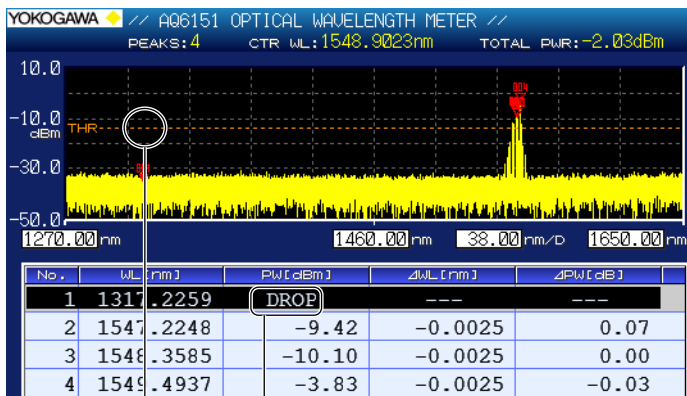 YOKOGAWA // AQ6151 OPTICAL WAVELENGTH METER //
PEAKS:4 CTR WL:1548.9023nm TOTAL PWR:-2.03dBm
10.0
004
-10.0
dBm THR
-30.0
-50.0
1270.00 nm 1460.00 nm 38.00 nm/D 1650.00 nm
No. WL[nm] PW[dBm] ⊿WL[nm] ⊿PW[dB]
1 1317.2259 DROP --- ---
2 1547.2248 -9.42 -0.0025 0.07
3 1548.3585 -10.10 -0.0025 0.00
4 1549.4937 -3.83 -0.0025 -0.03